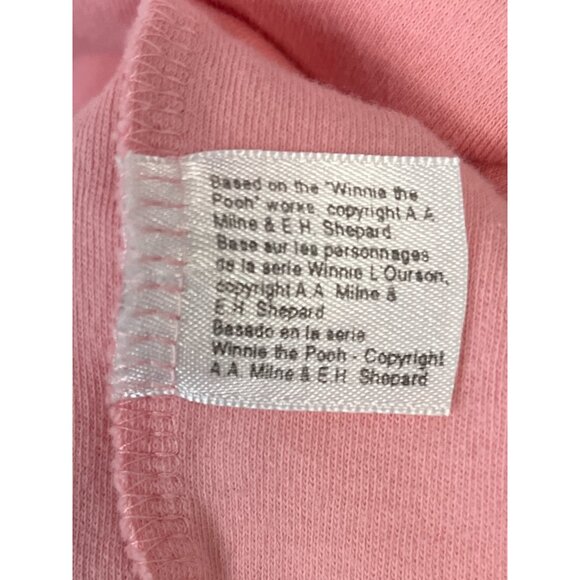 Based on the "Winnie the
Pooh" works copyright A.A.
Milne & E.H. Shepard
Base sur les personnages
de la serie Winnie L'Ourson,
copyright A.A. Milne &
E.H. Shepard
Basado en la serie
Winnie the Pooh - Copyright
A.A. Milne & E.H. Shepard